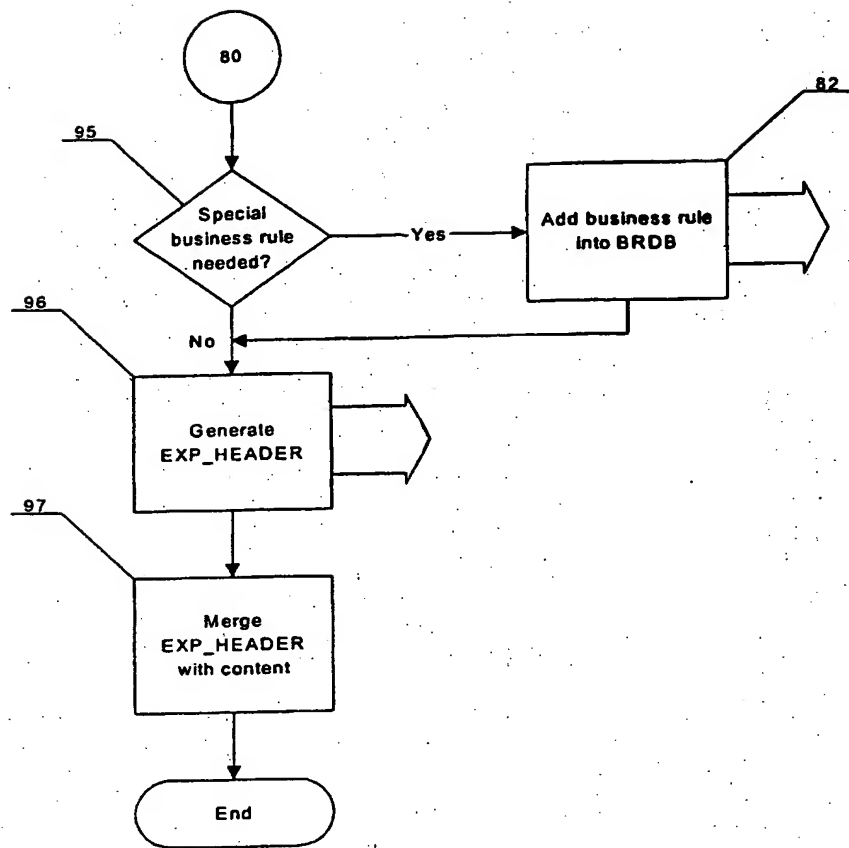 80
82
95
Special
business rule
needed?
Yes
Add business rule
into BRDB
96
No
Generate
EXP_HEADER
97
Merge
EXP_HEADER
with content
End